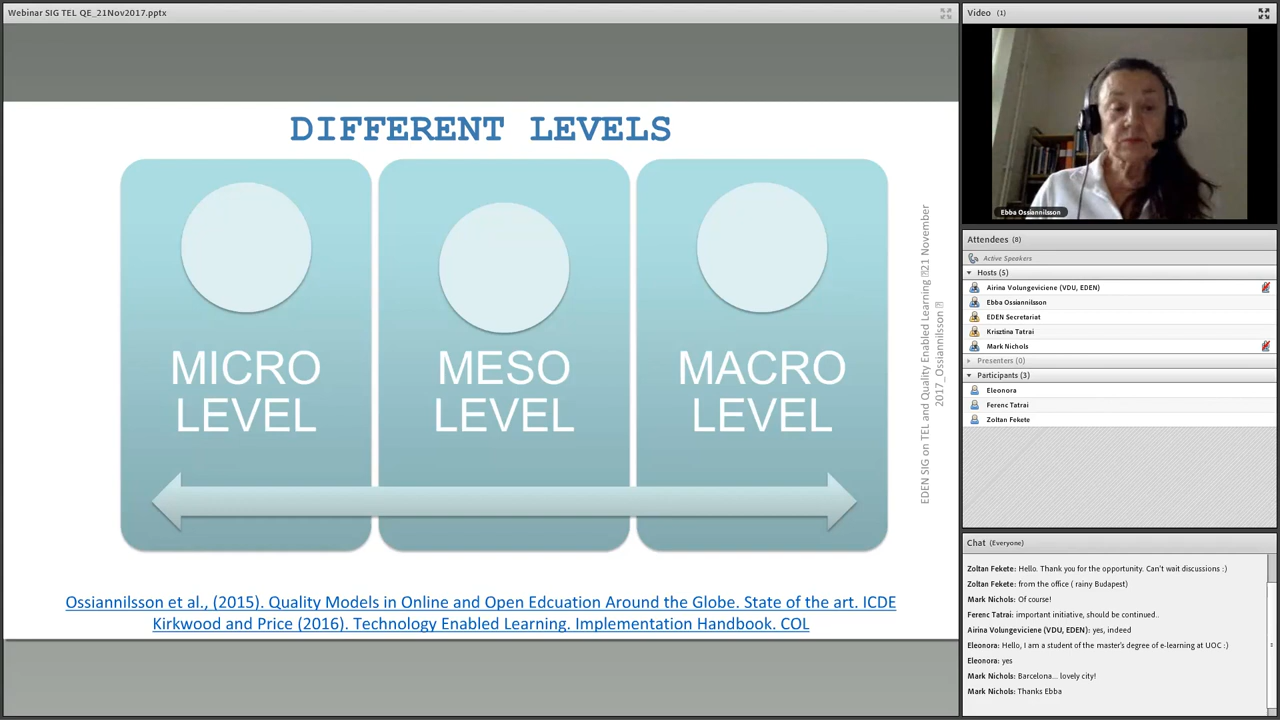 Webinar SIG TEL QE_21Nov2017.pptx
DIFFERENT LEVELS
MICRO
LEVEL
MESO
LEVEL
MACRO
LEVEL
EDEN SIG on TEL and Quality Enabled Learning 21 November
2017_Ossiannilsson
Ossiannilsson et al., (2015). Quality Models in Online and Open Edcuation Around the Globe. State of the art. ICDE
Kirkwood and Price (2016). Technology Enabled Learning. Implementation Handbook. COL
Video (1)
Ebba Ossiannilsson
Attendees (8)
Active Speakers
Hosts (5)
Airina Volungeviciene (VDU, EDEN)
Ebba Ossiannilsson
EDEN Secretariat
Krisztina Tatrai
Mark Nichols
Presenters (0)
Participants (3)
Eleonora
Ferenc Tatrai
Zoltan Fekete
Chat (Everyone)
Zoltan Fekete: Hello. Thank you for the opportunity. Can't wait discussions :)
Zoltan Fekete: from the office ( rainy Budapest)
Mark Nichols: Of course!
Ferenc Tatrai: important initiative, should be continued..
Airina Volungeviciene (VDU, EDEN): yes, indeed
Eleonora: Hello, I am a student of the master's degree of e-learning at UOC :)
Eleonora: yes
Mark Nichols: Barcelona... lovely city!
Mark Nichols: Thanks Ebba